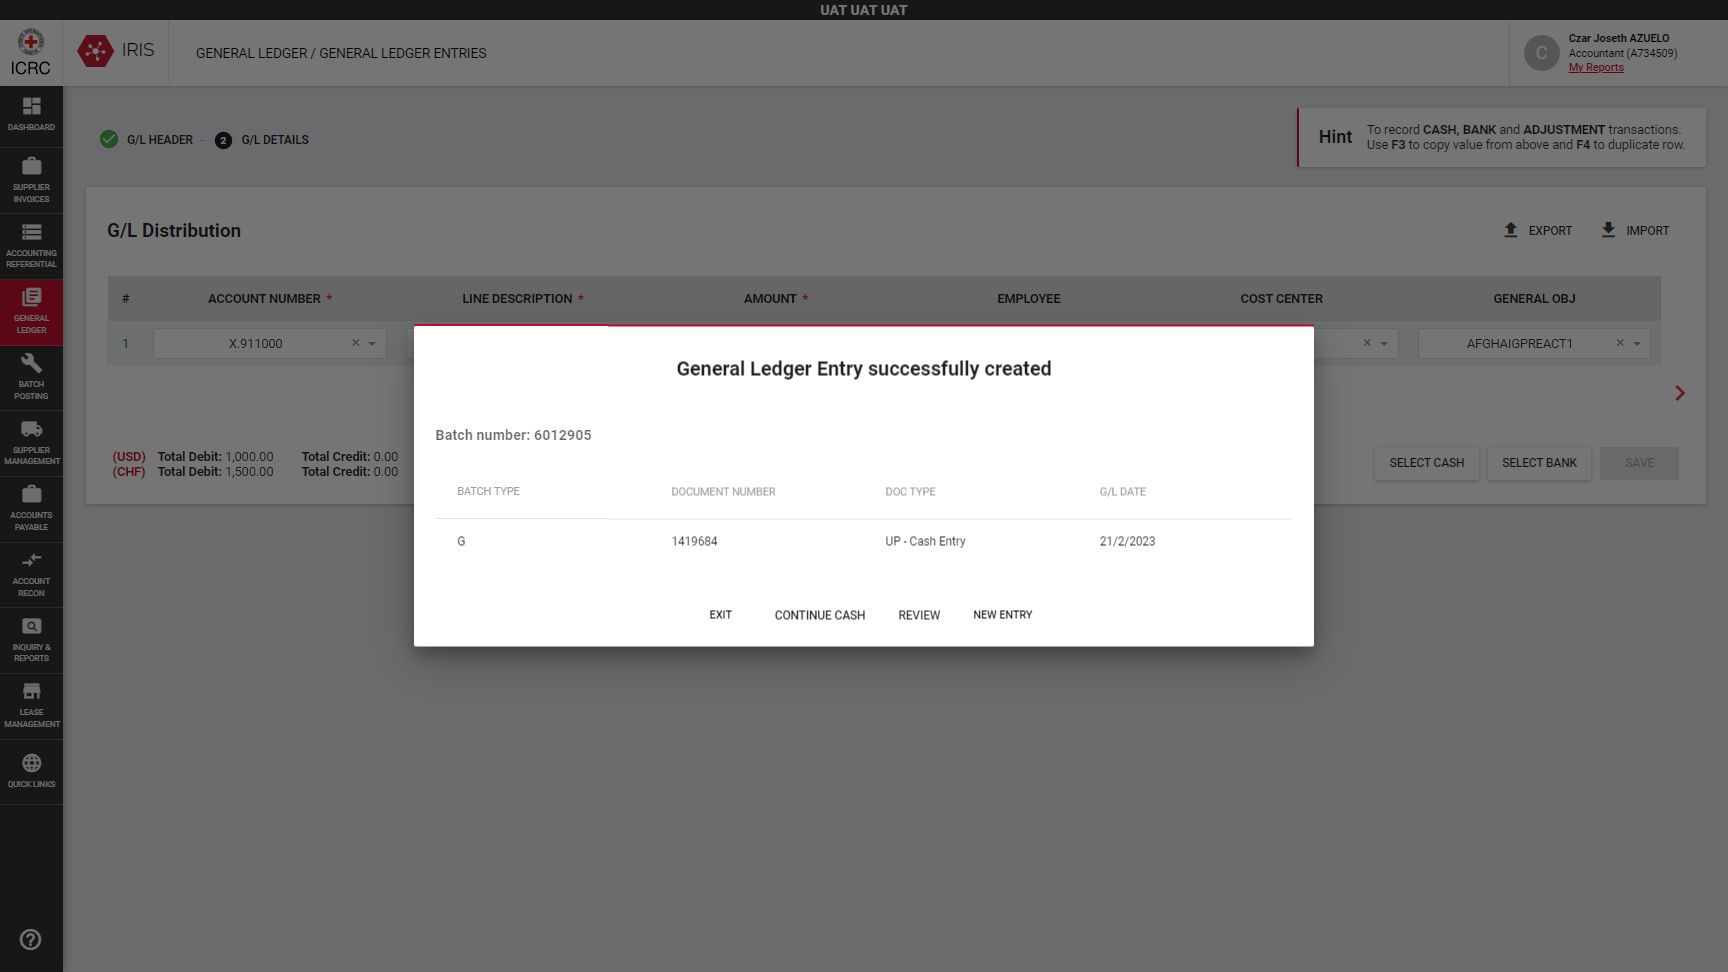 UAT UAT UAT
ICRC
IRIS
GENERAL LEDGER / GENERAL LEDGER ENTRIES
C
Czar Joseth AZUELO
Accountant (A734509)
My Reports
DASHBOARD
SUPPLIER
INVOICES
ACCOUNTING
REFERENTIAL
GENERAL
LEDGER
BATCH
POSTING
SUPPLIER
MANAGEMENT
ACCOUNTS
PAYABLE
ACCOUNT
RECON
INQUIRY &
REPORTS
LEASE
MANAGEMENT
QUICK LINKS
G/L HEADER
2 G/L DETAILS
Hint
To record CASH, BANK and ADJUSTMENT transactions.
Use F3 to copy value from above and F4 to duplicate row.
G/L Distribution
EXPORT
IMPORT
# ACCOUNT NUMBER * LINE DESCRIPTION * AMOUNT * EMPLOYEE COST CENTER GENERAL OBJ
1 X.911000 × × AFGHAIGPREACT1 ×
(USD) Total Debit: 1,000.00 Total Credit: 0.00
(CHF) Total Debit: 1,500.00 Total Credit: 0.00
SELECT CASH
SELECT BANK
SAVE
General Ledger Entry successfully created
Batch number: 6012905
BATCH TYPE DOCUMENT NUMBER DOC TYPE G/L DATE
G 1419684 UP - Cash Entry 21/2/2023
EXIT CONTINUE CASH REVIEW NEW ENTRY